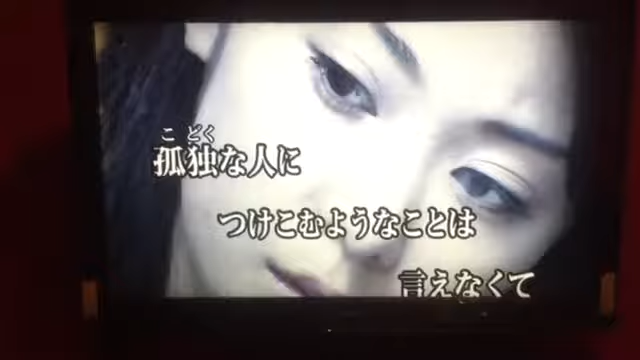 こどく
孤独な人に
つけこむようなことは
言えなくて